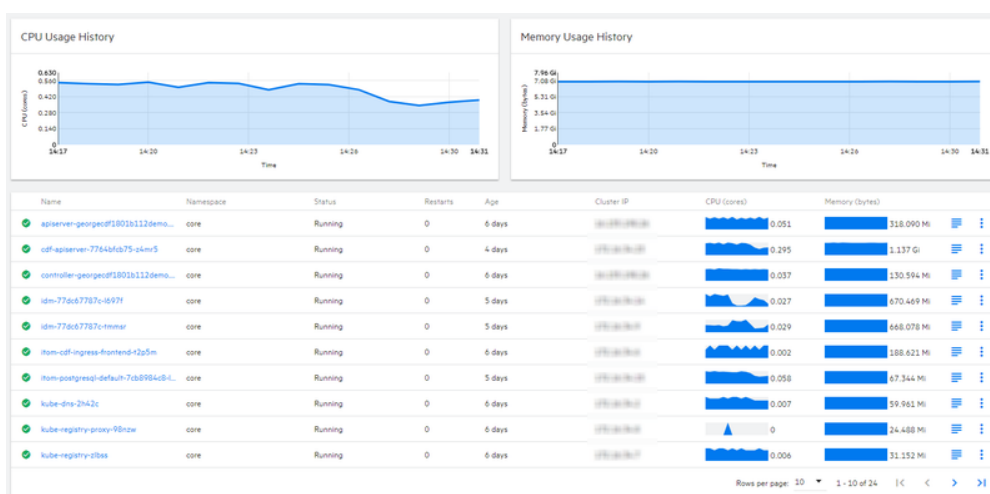 CPU Usage History
0.630
0.560
0.420
0.280
0.140
0
CPU (cores)
14:17 14:20 14:23 14:26 14:30 14:31
Time
Memory Usage History
7.96 Gi
7.08 Gi
5.31 Gi
3.54 Gi
1.77 Gi
0
Memory (bytes)
14:17 14:20 14:23 14:26 14:30 14:31
Time
Name Namespace Status Restarts Age Cluster IP CPU (cores) Memory (bytes)
apiserver-georgecdf1801b112demo... core Running 0 6 days 0.051 318.090 Mi
cdf-apiserver-7764bfcb75-z4mr5 core Running 0 4 days 0.295 1.137 Gi
controller-georgecdf1801b112demo... core Running 0 6 days 0.037 130.594 Mi
idm-77dc67787c-l697f core Running 0 5 days 0.027 670.469 Mi
idm-77dc67787c-tmmsr core Running 0 5 days 0.029 668.078 Mi
itom-cdf-ingress-frontend-t2p5m core Running 0 6 days 0.002 188.621 Mi
itom-postgresql-default-7cb8984c8-l... core Running 0 5 days 0.058 67.344 Mi
kube-dns-2h42c core Running 0 6 days 0.007 59.961 Mi
kube-registry-proxy-98nzw core Running 0 6 days 0 24.488 Mi
kube-registry-zlbss core Running 0 6 days 0.006 31.152 Mi
Rows per page: 10 1 - 10 of 24